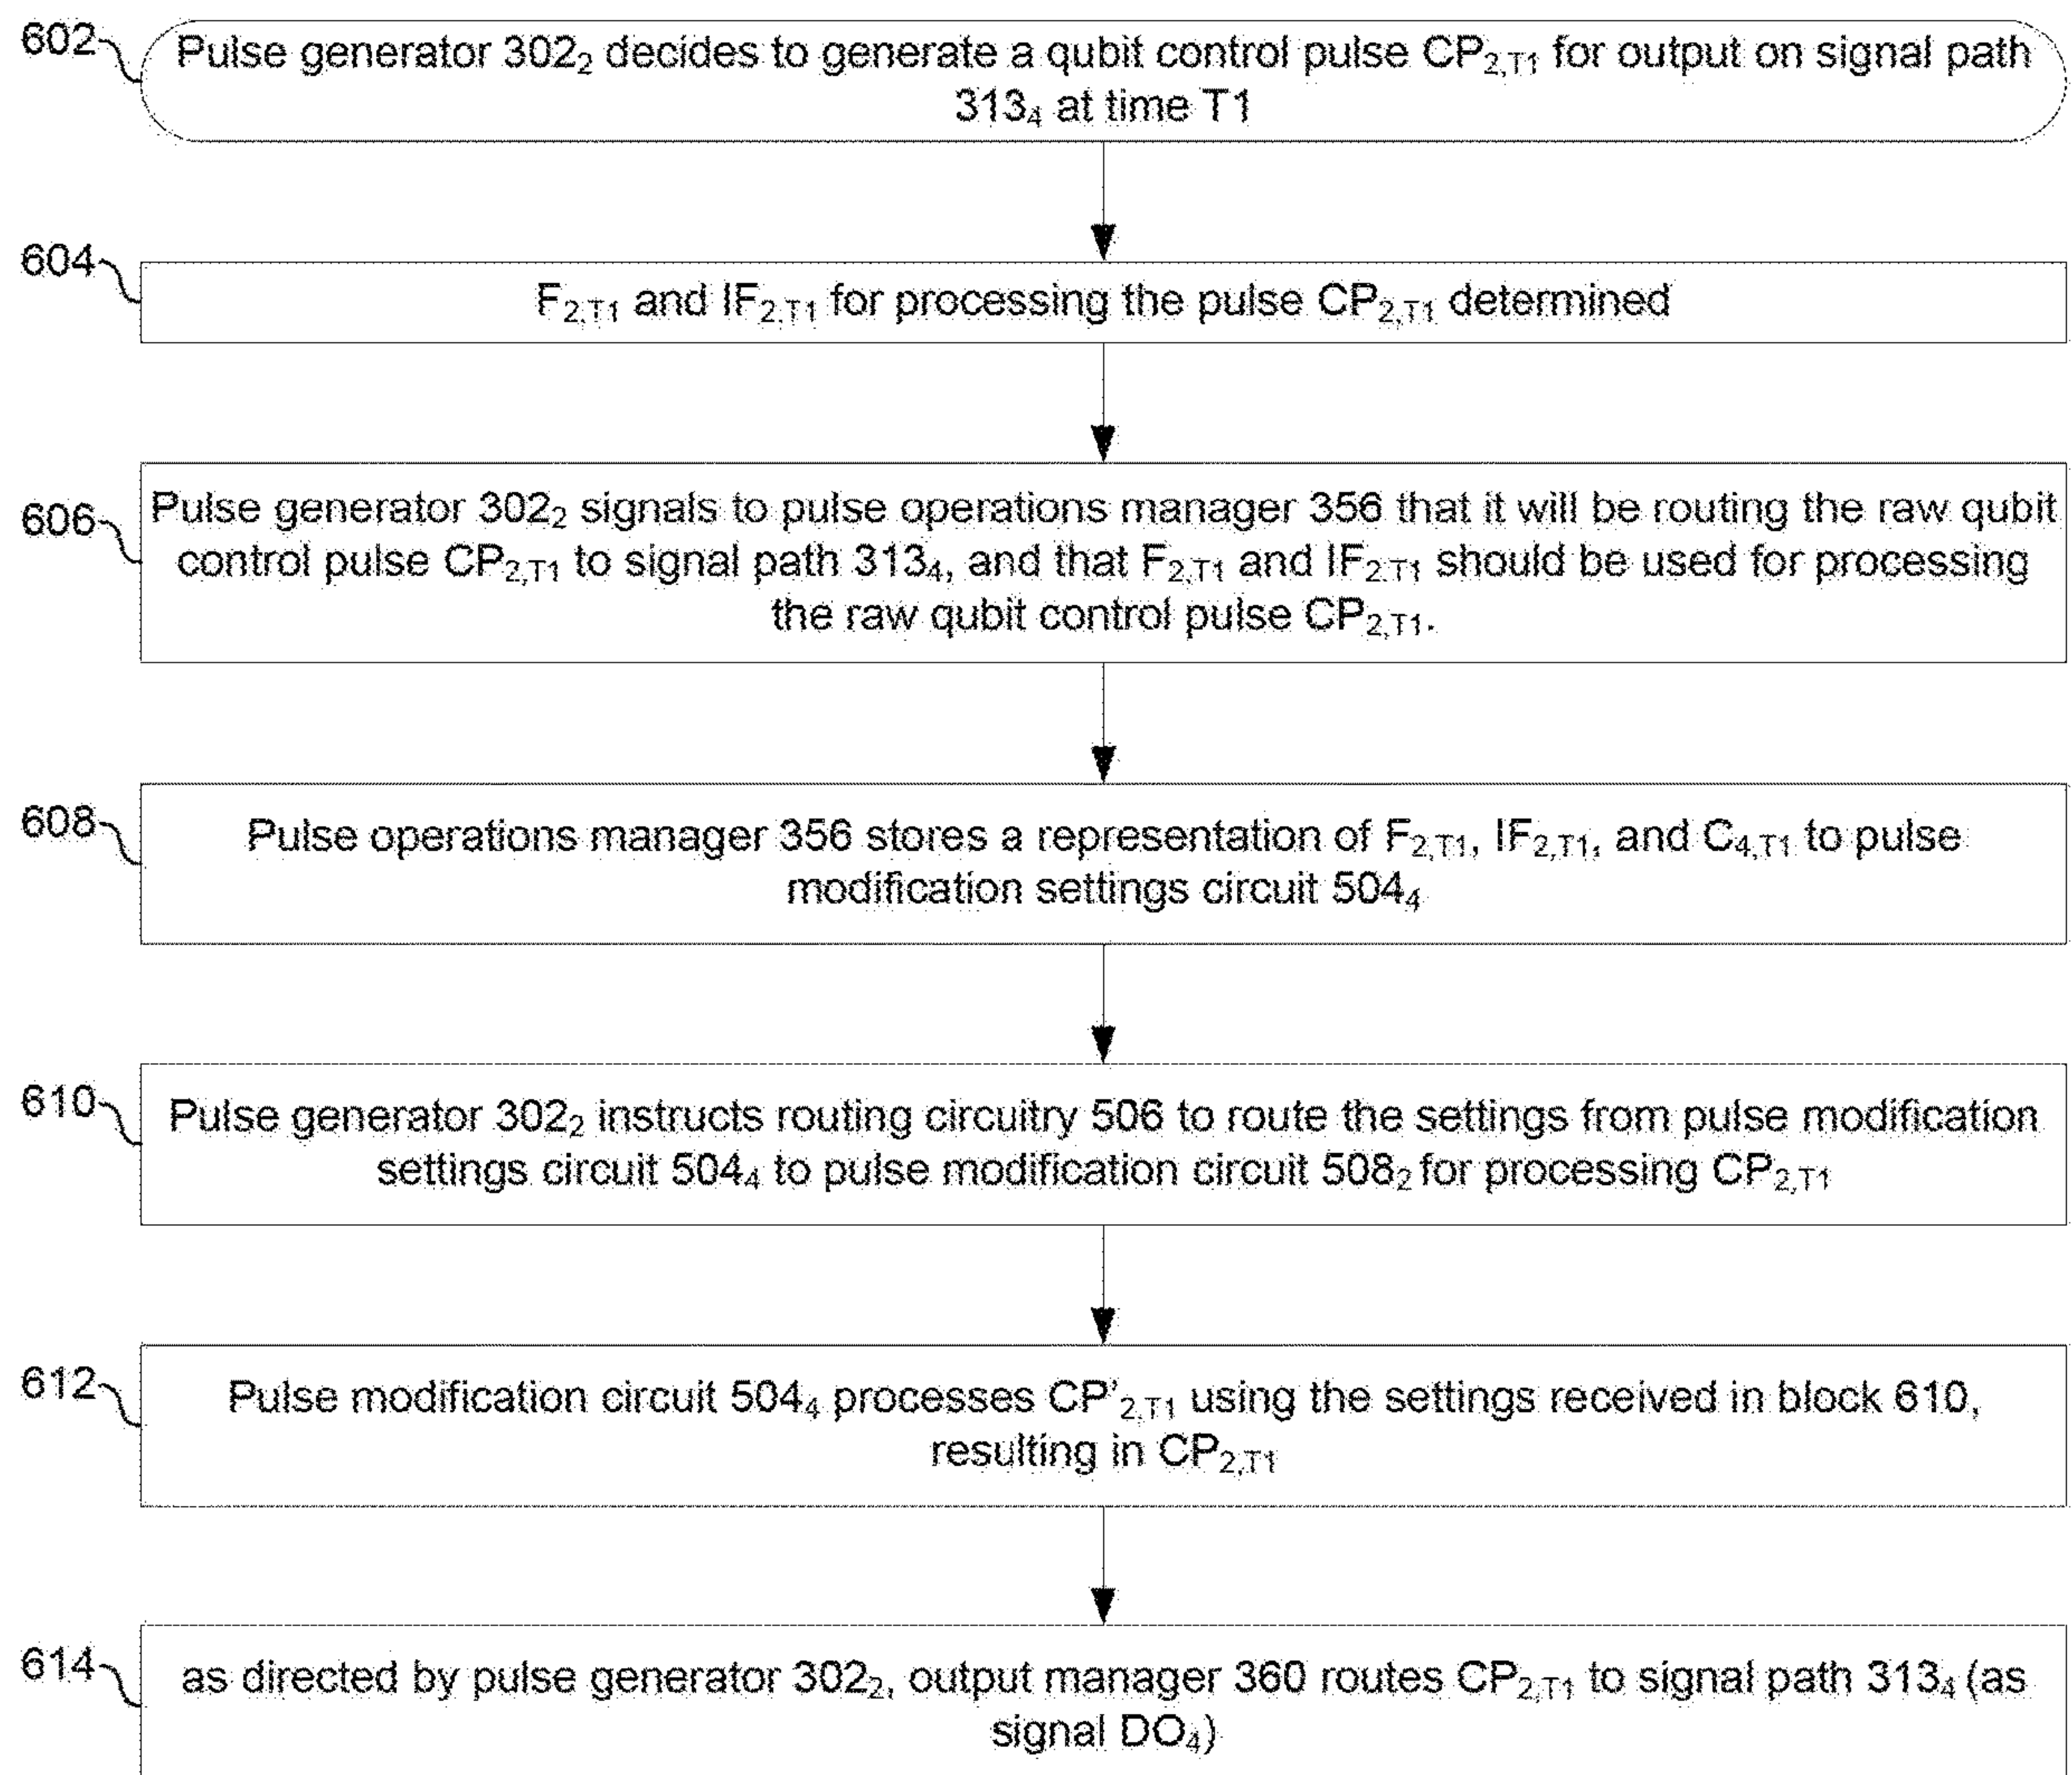 602
Pulse generator 302₂ decides to generate a qubit control pulse CP₂,T₁ for output on signal path
313₄ at time T1
604
F₂,T₁ and IF₂,T₁ for processing the pulse CP₂,T₁ determined
606
Pulse generator 302₂ signals to pulse operations manager 356 that it will be routing the raw qubit
control pulse CP₂,T₁ to signal path 313₄, and that F₂,T₁ and IF₂,T₁ should be used for processing
the raw qubit control pulse CP₂,T₁.
608
Pulse operations manager 356 stores a representation of F₂,T₁, IF₂,T₁, and C₄,T₁ to pulse
modification settings circuit 504₄
610
Pulse generator 302₂ instructs routing circuitry 506 to route the settings from pulse modification
settings circuit 504₄ to pulse modification circuit 508₂ for processing CP₂,T₁
612
Pulse modification circuit 504₄ processes CP'₂,T₁ using the settings received in block 610,
resulting in CP₂,T₁
614
as directed by pulse generator 302₂, output manager 360 routes CP₂,T₁ to signal path 313₄ (as
signal DO₄)